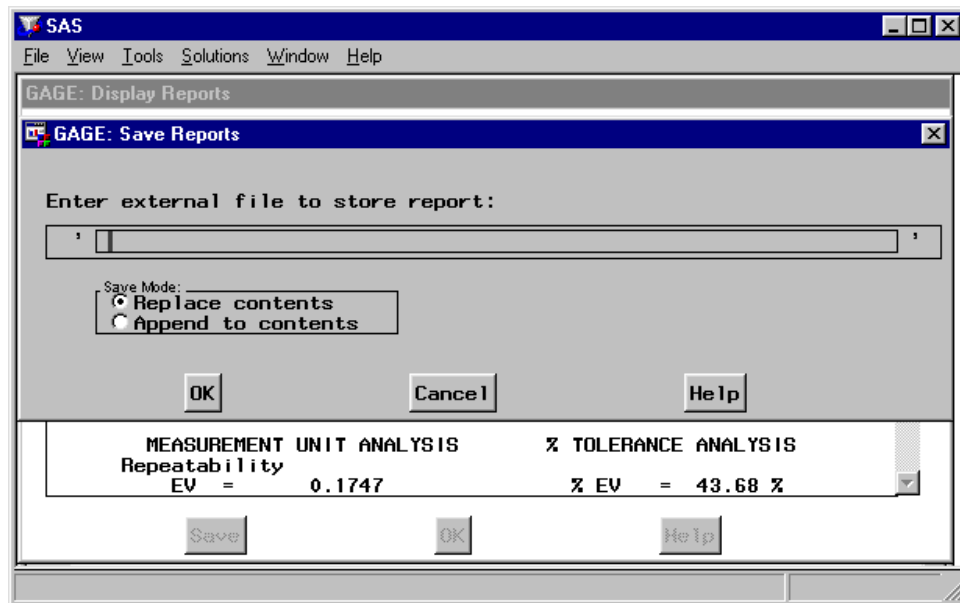 SAS
File View Tools Solutions Window Help
GAGE: Display Reports
GAGE: Save Reports
Enter external file to store report:
' '
Save Mode:
Replace contents
Append to contents
OK Cancel Help
MEASUREMENT UNIT ANALYSIS % TOLERANCE ANALYSIS
Repeatability
EV = 0.1747 % EV = 43.68 %
Save OK Help